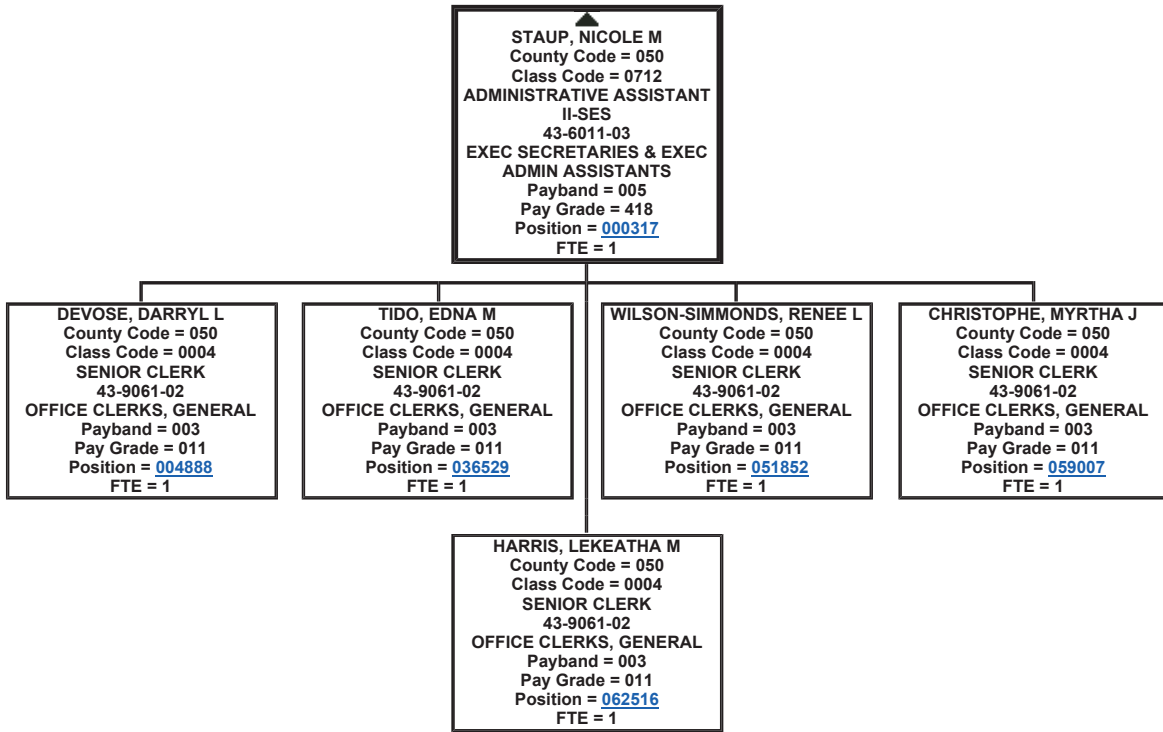 STAUP, NICOLE M
County Code = 050
Class Code = 0712
ADMINISTRATIVE ASSISTANT
II-SES
43-6011-03
EXEC SECRETARIES & EXEC
ADMIN ASSISTANTS
Payband = 005
Pay Grade = 418
Position = 000317
FTE = 1
DEVOSE, DARRYL L
County Code = 050
Class Code = 0004
SENIOR CLERK
43-9061-02
OFFICE CLERKS, GENERAL
Payband = 003
Pay Grade = 011
Position = 004888
FTE = 1
TIDO, EDNA M
County Code = 050
Class Code = 0004
SENIOR CLERK
43-9061-02
OFFICE CLERKS, GENERAL
Payband = 003
Pay Grade = 011
Position = 036529
FTE = 1
WILSON-SIMMONDS, RENEE L
County Code = 050
Class Code = 0004
SENIOR CLERK
43-9061-02
OFFICE CLERKS, GENERAL
Payband = 003
Pay Grade = 011
Position = 051852
FTE = 1
CHRISTOPHE, MYRTHA J
County Code = 050
Class Code = 0004
SENIOR CLERK
43-9061-02
OFFICE CLERKS, GENERAL
Payband = 003
Pay Grade = 011
Position = 059007
FTE = 1
HARRIS, LEKEATHA M
County Code = 050
Class Code = 0004
SENIOR CLERK
43-9061-02
OFFICE CLERKS, GENERAL
Payband = 003
Pay Grade = 011
Position = 062516
FTE = 1